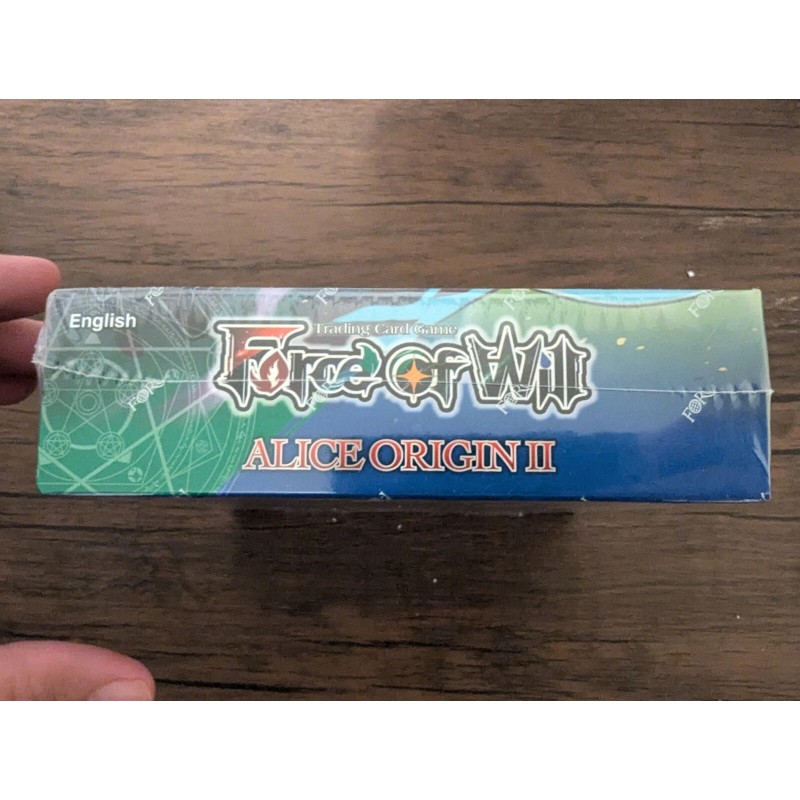 English
Trading Card Game
Force of Will
ALICE ORIGIN II